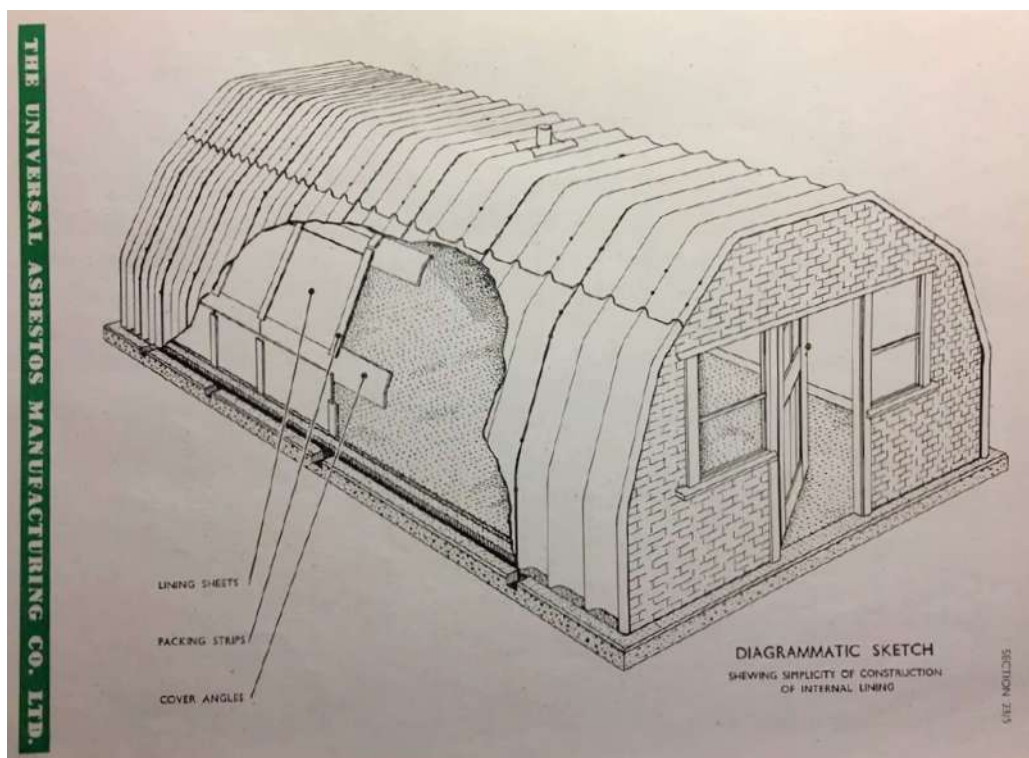 THE UNIVERSAL ASBESTOS MANUFACTURING CO. LTD.
LINING SHEETS
PACKING STRIPS
COVER ANGLES
DIAGRAMMATIC SKETCH
SHEWING SIMPLICITY OF CONSTRUCTION
OF INTERNAL LINING
SECTION 23/5